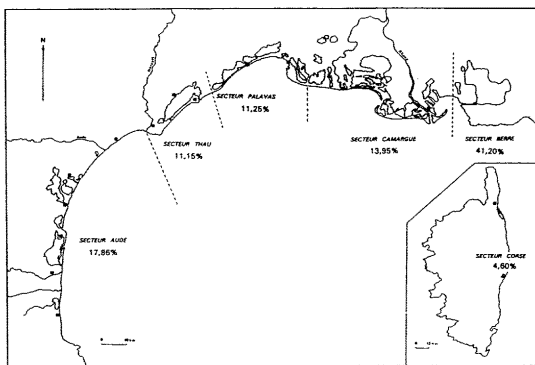 N
SECTEUR PALAVAS
11,25%
SECTEUR THAU
11,15%
SECTEUR CAMARGUE
13,95%
SECTEUR BERRE
41,20%
SECTEUR AUDE
17,86%
SECTEUR CORSE
4,60%